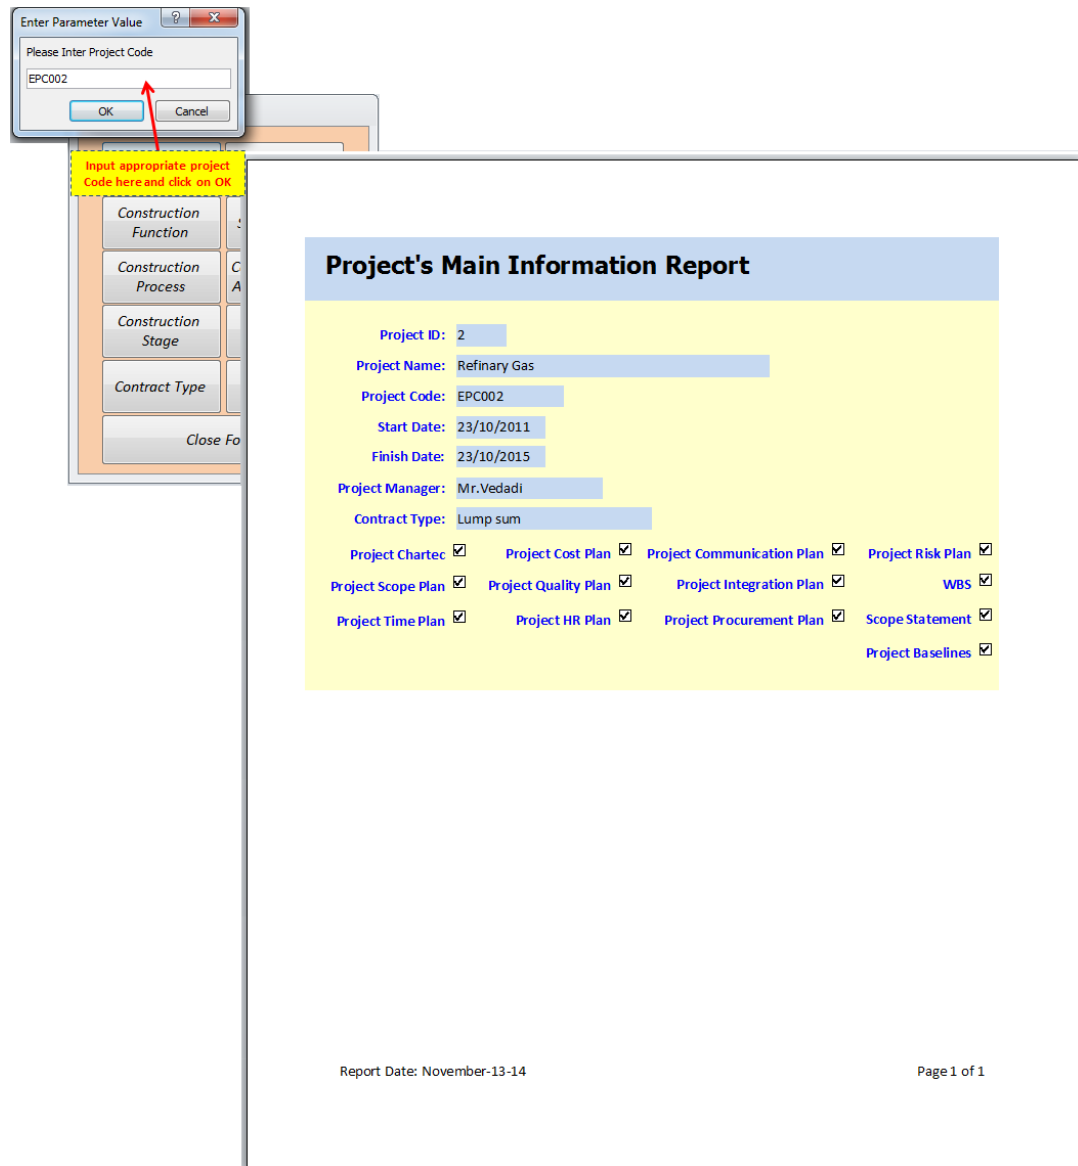 Enter Parameter Value
Please Inter Project Code
EPC002
OK Cancel
Input appropriate project
Code here and click on OK
Construction
Function
Construction
Process
Construction
Stage
Contract Type
Close Fo
Project's Main Information Report
Project ID: 2
Project Name: Refinary Gas
Project Code: EPC002
Start Date: 23/10/2011
Finish Date: 23/10/2015
Project Manager: Mr.Vedadi
Contract Type: Lump sum
Project Chartec Project Cost Plan Project Communication Plan Project Risk Plan
Project Scope Plan Project Quality Plan Project Integration Plan WBS
Project Time Plan Project HR Plan Project Procurement Plan Scope Statement
Project Baselines
Report Date: November-13-14 Page 1 of 1